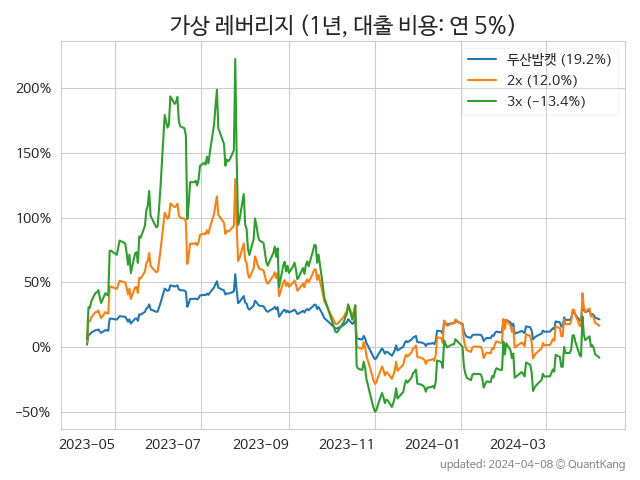 가상 레버리지 (1년, 대출 비용: 연 5%)
두산밥캣 (19.2%)
2x (12.0%)
3x (-13.4%)
200%
150%
100%
50%
0%
-50%
2023-05 2023-07 2023-09 2023-11 2024-01 2024-03
updated: 2024-04-08 © QuantKang